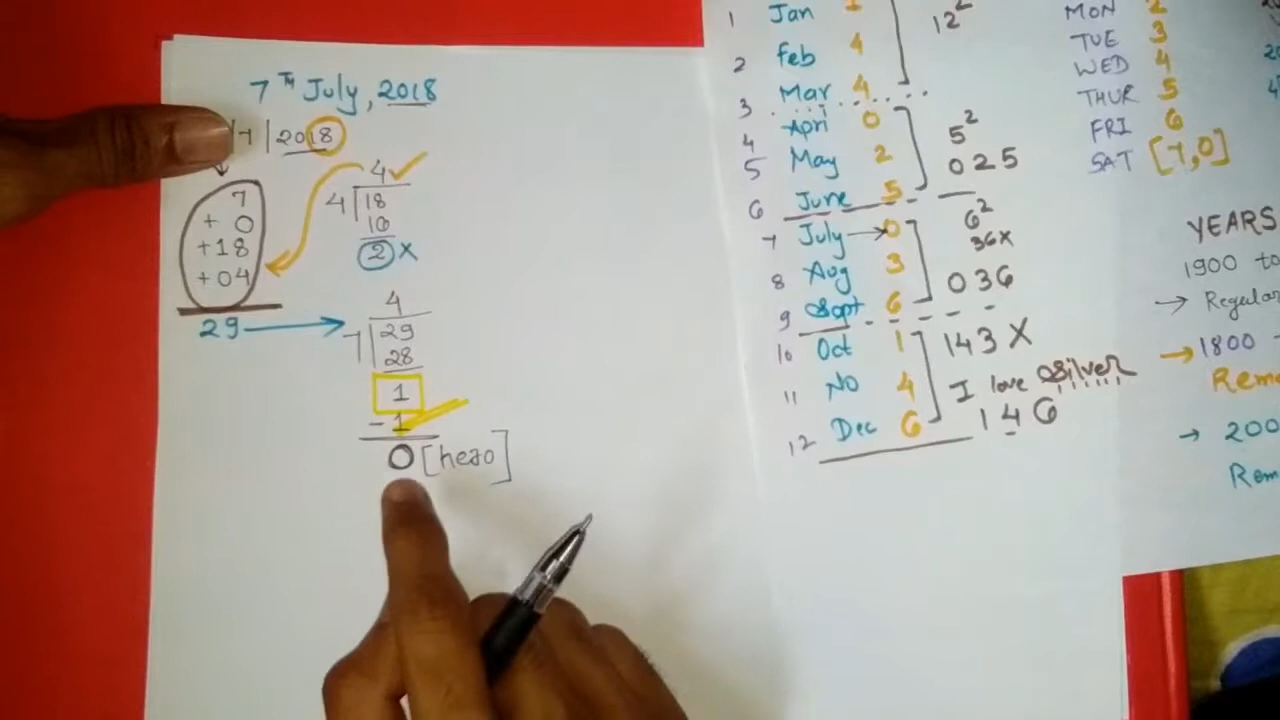 7TH July, 2018
7 | 2018
7
+ 0
+18
+04
29
4
4 18
16
2 x
4
7 29
28
1
- 1
0 [hero]
1 Jan 1
2 Feb 4
3 Mar 4
12²
4 Apri 0
5 May 2
6 June 5
5²
025
7 July 0
8 Aug 3
9 Sept 6
6²
36x
036
10 Oct 1
11 No 4
12 Dec 6
143 X
I love Silver
146
MON 2
TUE 3
WED 4
THUR 5
FRI 6
SAT [7,0]
YEARS
1900 to
→ Regular
→ 1800 -
Reme
→ 200
Rem